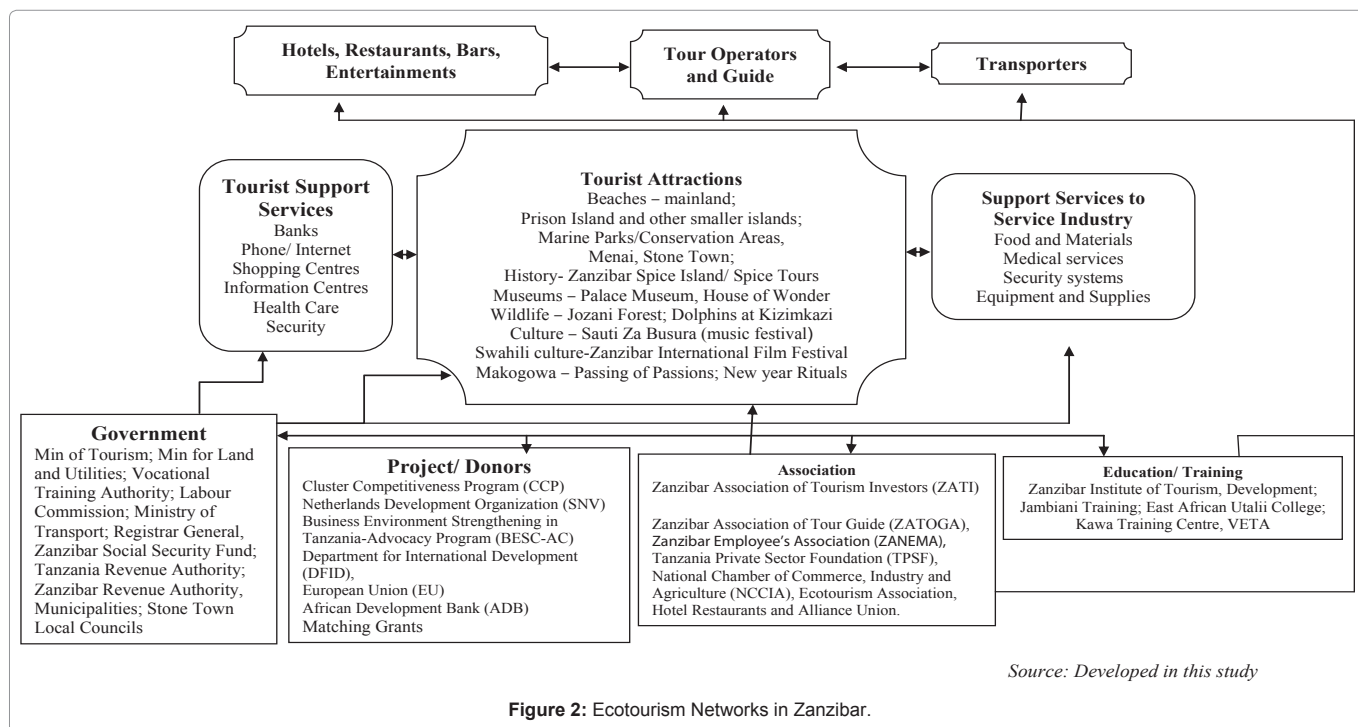 Hotels, Restaurants, Bars,
Entertainments
Tour Operators
and Guide
Transporters
Tourist Support
Services
Banks
Phone/ Internet
Shopping Centres
Information Centres
Health Care
Security
Tourist Attractions
Beaches – mainland;
Prison Island and other smaller islands;
Marine Parks/Conservation Areas,
Menai, Stone Town;
History- Zanzibar Spice Island/ Spice Tours
Museums – Palace Museum, House of Wonder
Wildlife – Jozani Forest; Dolphins at Kizimkazi
Culture – Sauti Za Busura (music festival)
Swahili culture-Zanzibar International Film Festival
Makogowa – Passing of Passions; New year Rituals
Support Services to
Service Industry
Food and Materials
Medical services
Security systems
Equipment and Supplies
Government
Min of Tourism; Min for Land
and Utilities; Vocational
Training Authority; Labour
Commission; Ministry of
Transport; Registrar General,
Zanzibar Social Security Fund;
Tanzania Revenue Authority;
Zanzibar Revenue Authority,
Municipalities; Stone Town
Local Councils
Project/ Donors
Cluster Competitiveness Program (CCP)
Netherlands Development Organization (SNV)
Business Environment Strengthening in
Tanzania-Advocacy Program (BESC-AC)
Department for International Development
(DFID),
European Union (EU)
African Development Bank (ADB)
Matching Grants
Association
Zanzibar Association of Tourism Investors (ZATI)
Zanzibar Association of Tour Guide (ZATOGA),
Zanzibar Employee's Association (ZANEMA),
Tanzania Private Sector Foundation (TPSF),
National Chamber of Commerce, Industry and
Agriculture (NCCIA), Ecotourism Association,
Hotel Restaurants and Alliance Union.
Education/ Training
Zanzibar Institute of Tourism, Development;
Jambiani Training; East African Utalii College;
Kawa Training Centre, VETA
Source: Developed in this study
Figure 2: Ecotourism Networks in Zanzibar.